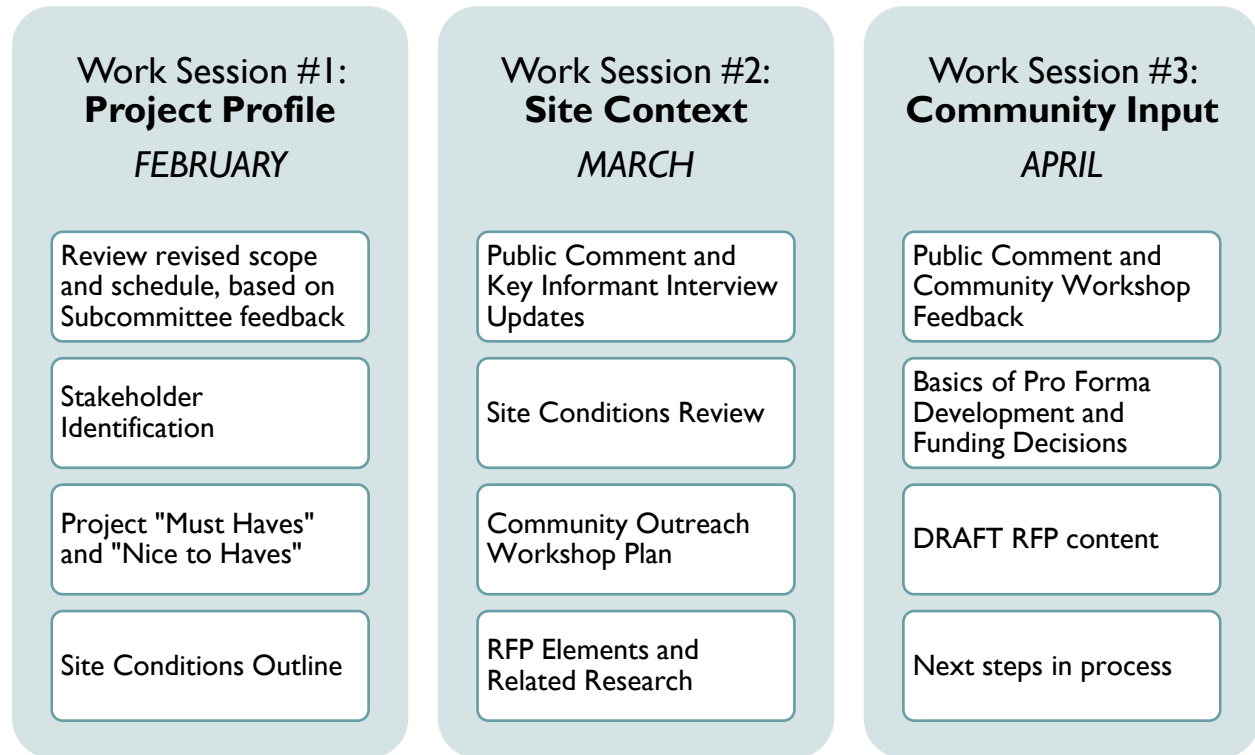 Work Session #1:
Project Profile
FEBRUARY
Review revised scope
and schedule, based on
Subcommittee feedback
Stakeholder
Identification
Project "Must Haves"
and "Nice to Haves"
Site Conditions Outline
Work Session #2:
Site Context
MARCH
Public Comment and
Key Informant Interview
Updates
Site Conditions Review
Community Outreach
Workshop Plan
RFP Elements and
Related Research
Work Session #3:
Community Input
APRIL
Public Comment and
Community Workshop
Feedback
Basics of Pro Forma
Development and
Funding Decisions
DRAFT RFP content
Next steps in process